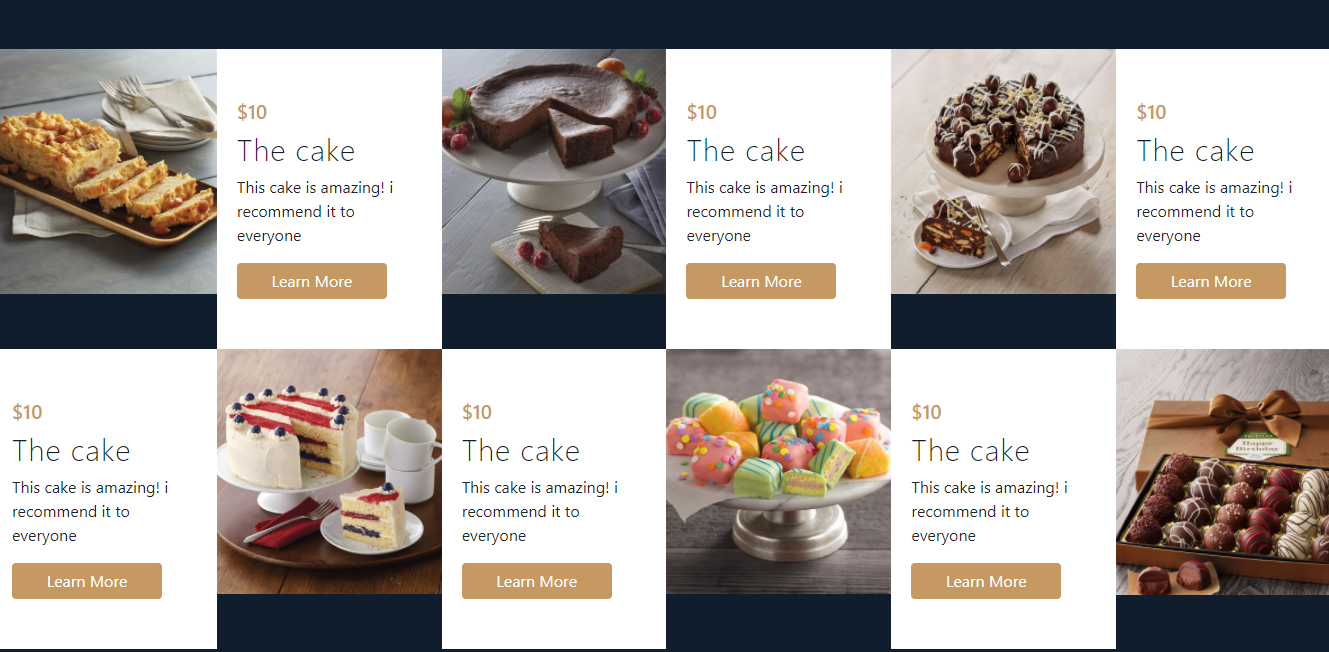 $10
The cake
This cake is amazing! i
recommend it to
everyone
Learn More
$10
The cake
This cake is amazing! i
recommend it to
everyone
Learn More
$10
The cake
This cake is amazing! i
recommend it to
everyone
Learn More
$10
The cake
This cake is amazing! i
recommend it to
everyone
Learn More
$10
The cake
This cake is amazing! i
recommend it to
everyone
Learn More
$10
The cake
This cake is amazing! i
recommend it to
everyone
Learn More
Happy
Birthday